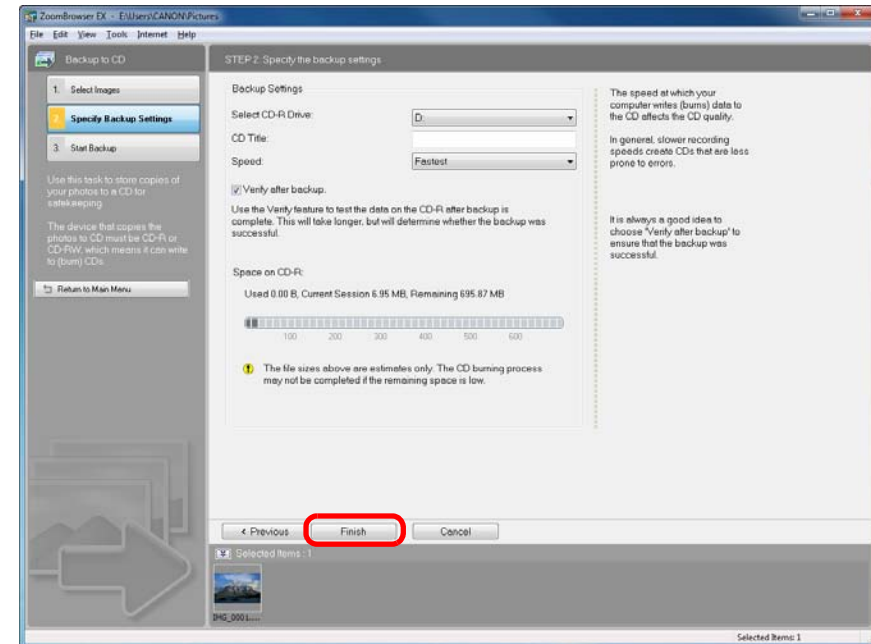 ZoomBrowser EX - E:\Users\CANON\Pictures
File Edit View Tools Internet Help
Backup to CD
STEP 2: Specify the backup settings
1. Select Images
2. Specify Backup Settings
3. Start Backup
Use this task to store copies of
your photos to a CD for
safekeeping.
The device that copies the
photos to CD must be CD-R or
CD-RW, which means it can write
to (burn) CDs.
Return to Main Menu
Backup Settings
Select CD-R Drive:
D:
CD Title:
Speed:
Fastest
Verify after backup.
Use the Verify feature to test the data on the CD-R after backup is
complete. This will take longer, but will determine whether the backup was
successful.
Space on CD-R:
Used 0.00 B, Current Session 6.95 MB, Remaining 695.87 MB
100 200 300 400 500 600
The file sizes above are estimates only. The CD burning process
may not be completed if the remaining space is low.
The speed at which your
computer writes (burns) data to
the CD affects the CD quality.
In general, slower recording
speeds create CDs that are less
prone to errors.
It is always a good idea to
choose "Verify after backup" to
ensure that the backup was
successful.
< Previous
Finish
Cancel
Selected Items : 1
IMG_0001....
Selected Items: 1